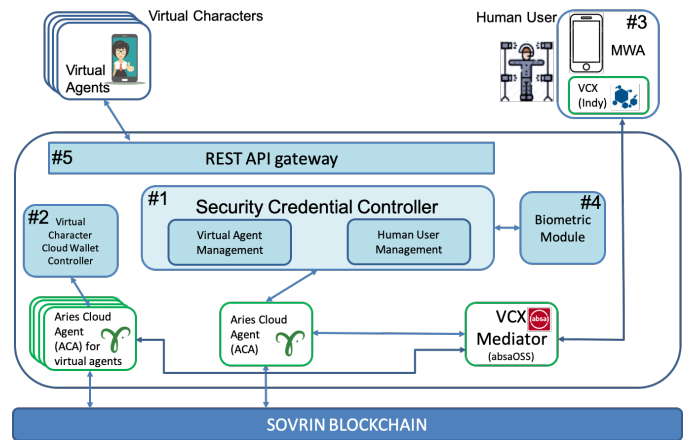 Virtual Characters
Human User
#3
MWA
Virtual
Agents
VCX
(Indy)
#5
REST API gateway
#1
Security Credential Controller
#4
#2
Virtual
Character
Cloud Wallet
Controller
Virtual Agent
Management
Human User
Management
Biometric
Module
Aries Cloud
Agent
(ACA) for
virtual agents
Aries Cloud
Agent
(ACA)
VCX
absa
Mediator
(absaOSS)
SOVRIN BLOCKCHAIN